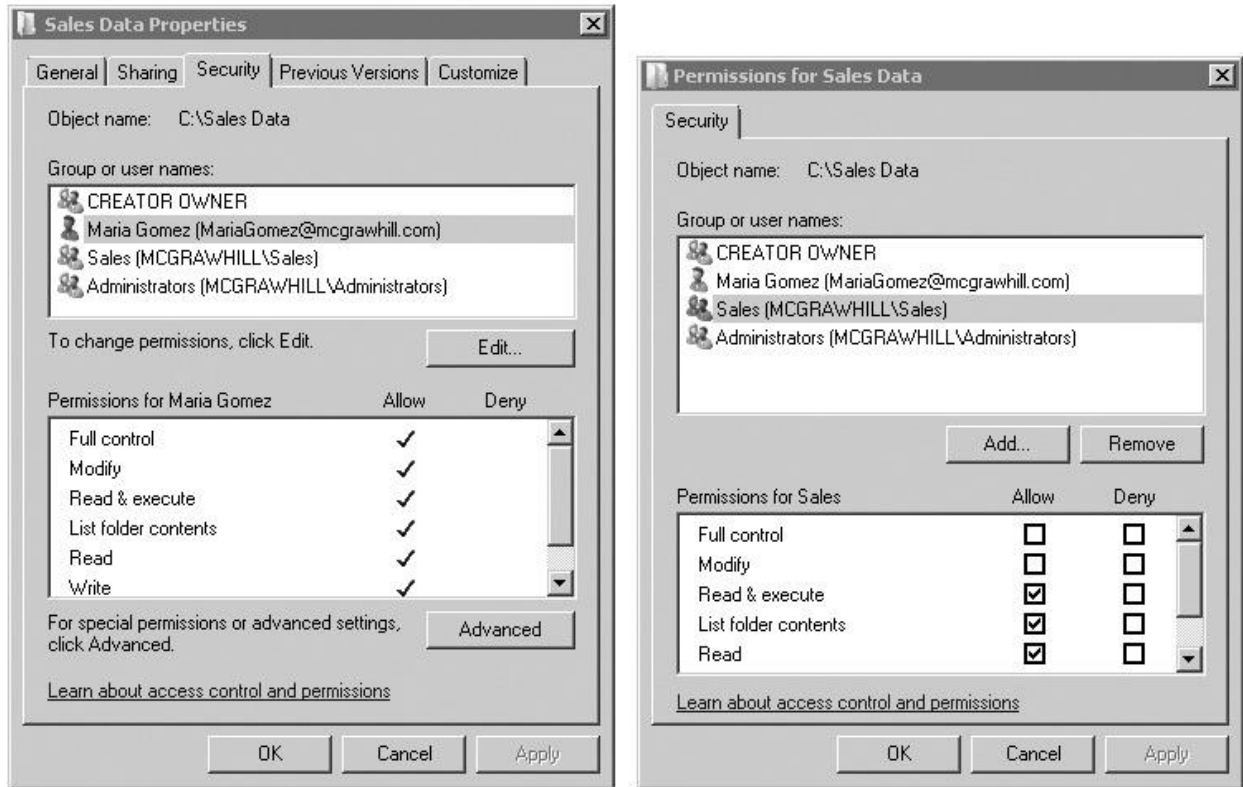 Sales Data Properties
General Sharing Security Previous Versions Customize
Object name: C:\Sales Data
Group or user names:
CREATOR OWNER
Maria Gomez (MariaGomez@mcgrawhill.com)
Sales (MCGRAWHILL\Sales)
Administrators (MCGRAWHILL\Administrators)
To change permissions, click Edit.
Edit...
Permissions for Maria Gomez Allow Deny
Full control
Modify
Read & execute
List folder contents
Read
Write
For special permissions or advanced settings,
click Advanced.
Advanced
Learn about access control and permissions
OK Cancel Apply
Permissions for Sales Data
Security
Object name: C:\Sales Data
Group or user names:
CREATOR OWNER
Maria Gomez (MariaGomez@mcgrawhill.com)
Sales (MCGRAWHILL\Sales)
Administrators (MCGRAWHILL\Administrators)
Add... Remove
Permissions for Sales Allow Deny
Full control
Modify
Read & execute
List folder contents
Read
Learn about access control and permissions
OK Cancel Apply